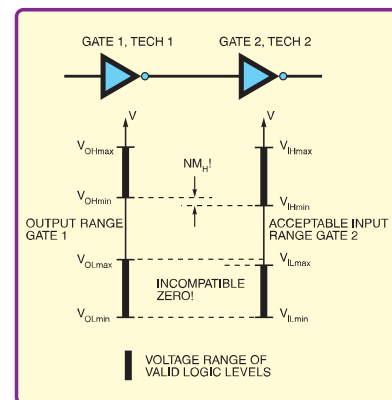 GATE 1, TECH 1
GATE 2, TECH 2
V
V
VOHmax
VIHmax
NMH!
VOHmin
VIHmin
OUTPUT RANGE
GATE 1
ACCEPTABLE INPUT
RANGE GATE 2
VOLmax
VILmax
INCOMPATIBLE
ZERO!
VOLmin
VILmin
VOLTAGE RANGE OF
VALID LOGIC LEVELS